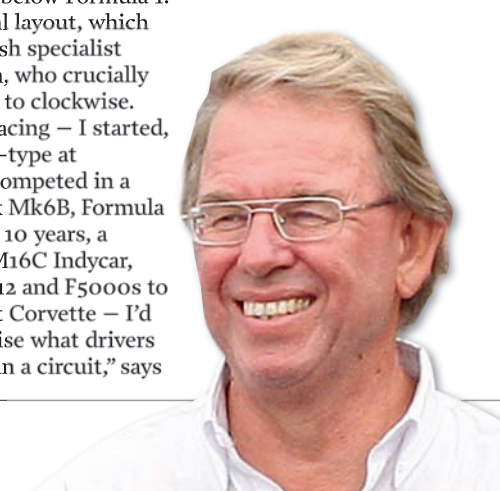 below Formula 1.
l layout, which
sh specialist
, who crucially
to clockwise.
acing – I started,
-type at
ompeted in a
Mk6B, Formula
10 years, a
M16C Indycar,
12 and F5000s to
t Corvette – I’d
ise what drivers
n a circuit,” says